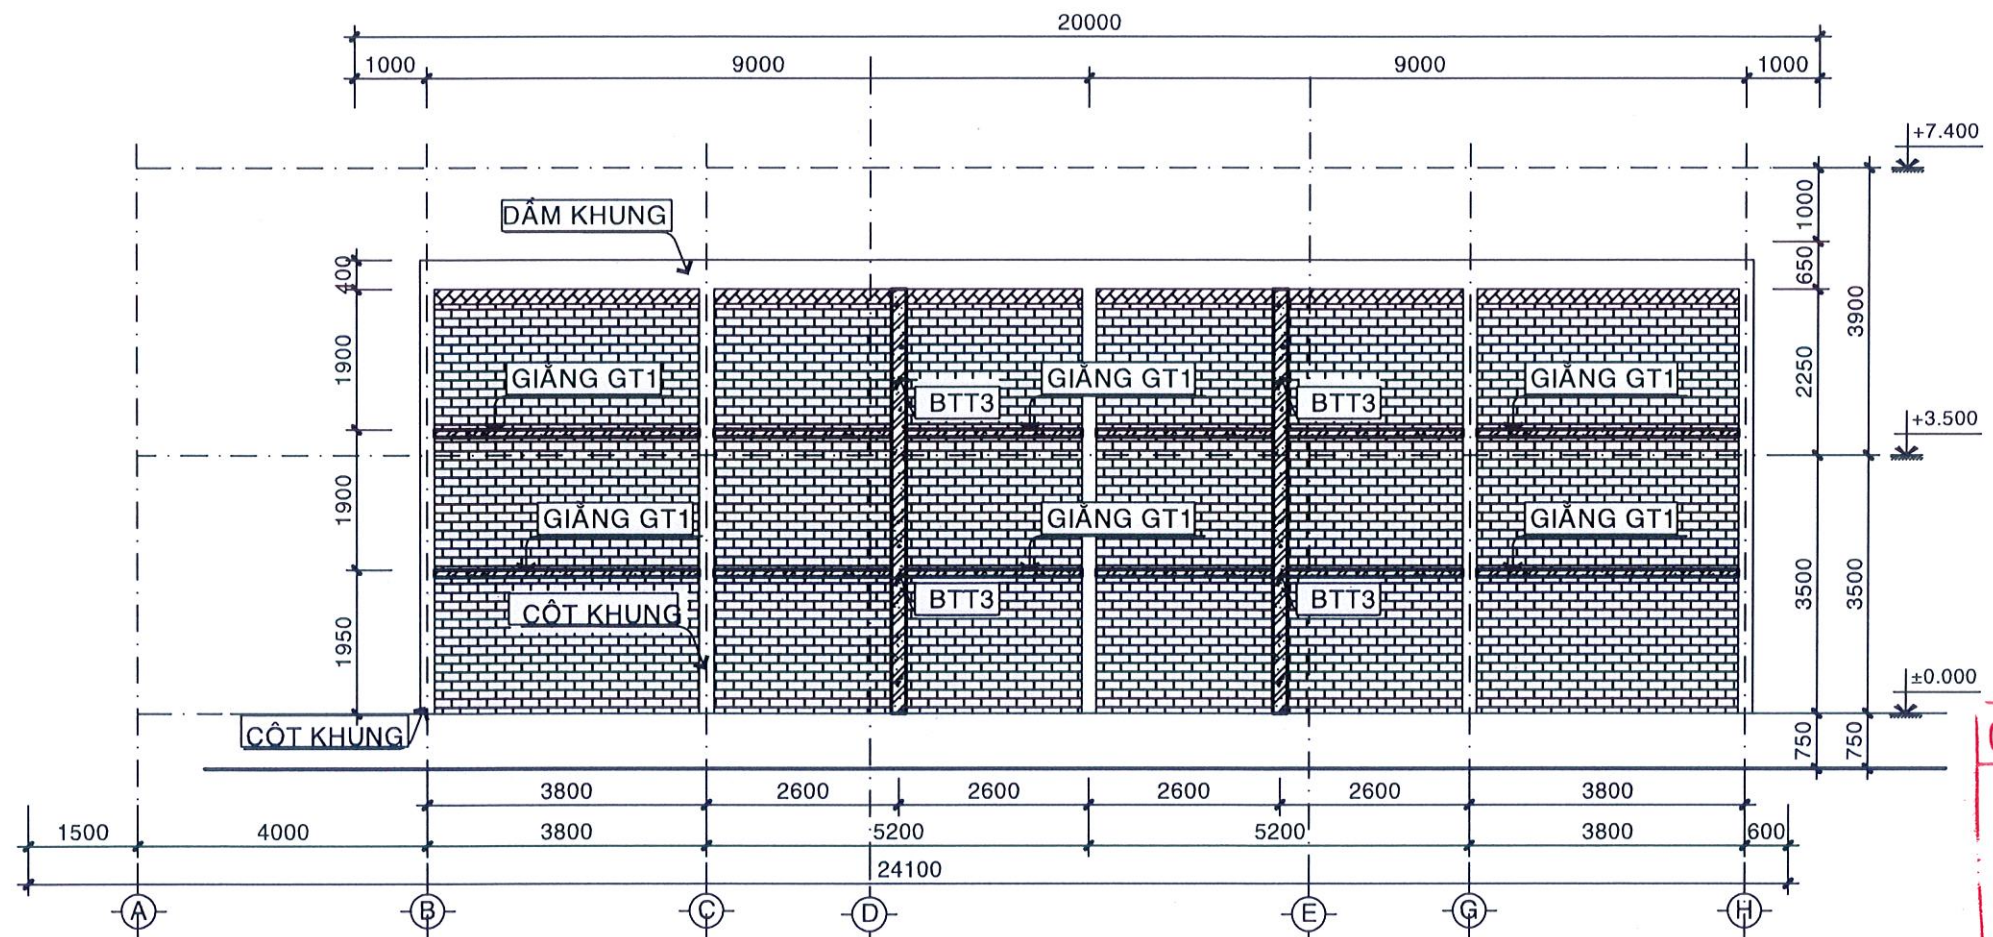 20000
1000 9000 9000 1000
+7.400
DẦM KHUNG
1000
400
650
3900
1900
2250
GIẰNG GT1 GIẰNG GT1 GIẰNG GT1
BTT3 BTT3
+3.500
1900
GIẰNG GT1 GIẰNG GT1 GIẰNG GT1
BTT3 BTT3
3500
3500
CỘT KHUNG
1950
±0.000
CỘT KHUNG
750
750
3800 2600 2600 2600 2600 3800
1500 4000 3800 5200 5200 3800 600
24100
A B C D E G H